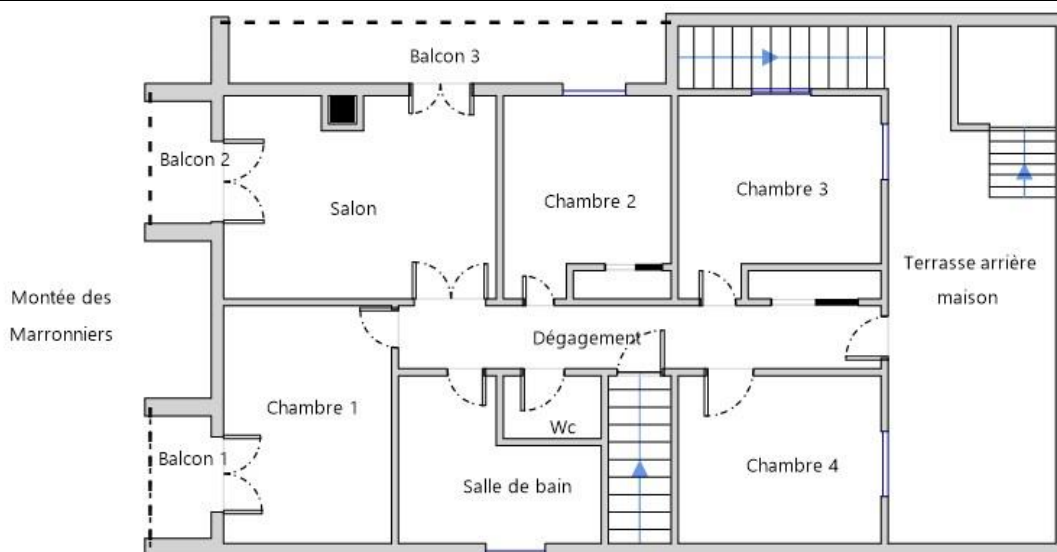 Balcon 3
Balcon 2
Salon
Chambre 2
Chambre 3
Terrasse arrière
maison
Montée des
Marronniers
Dégagement
Chambre 1
Wc
Balcon 1
Salle de bain
Chambre 4